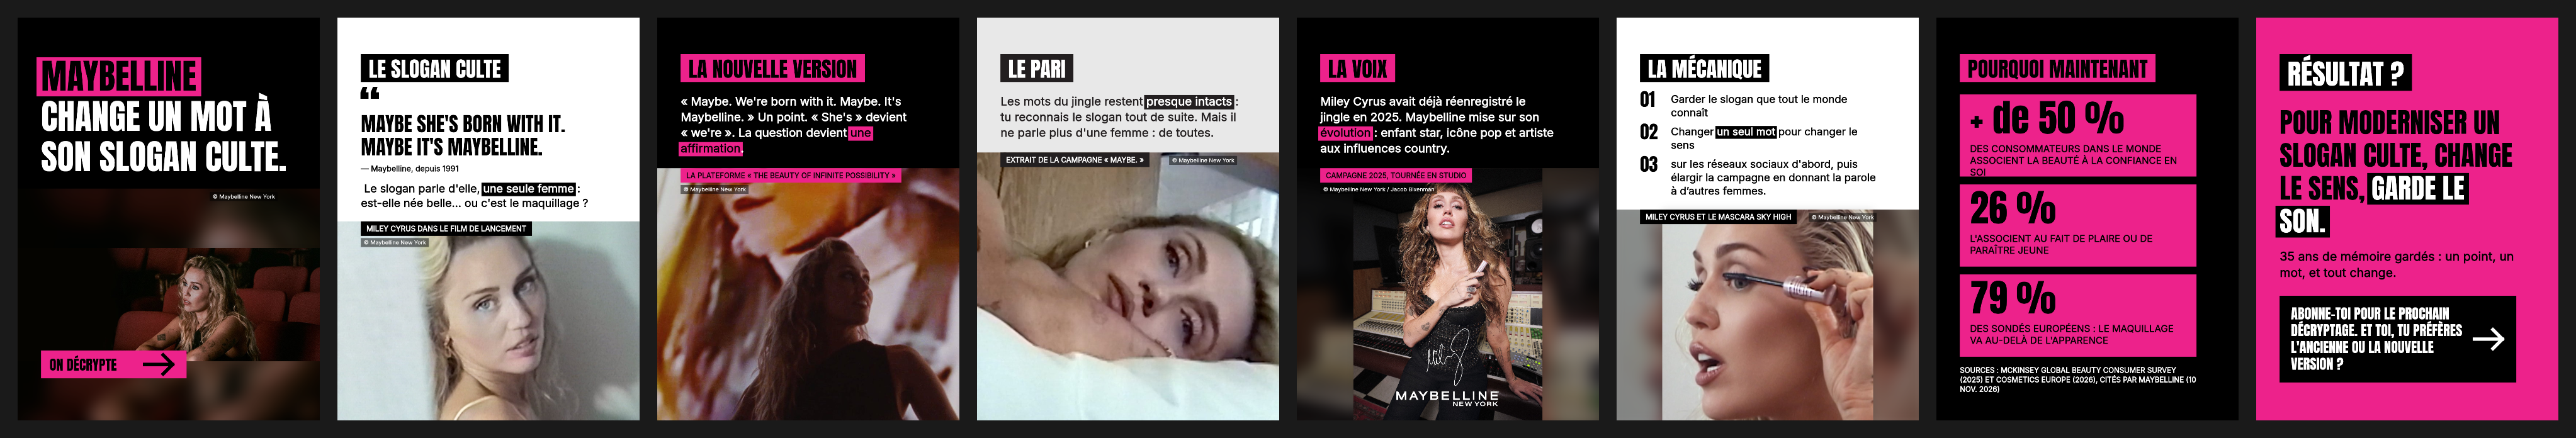 MAYBELLINE
CHANGE UN MOT À
SON SLOGAN CULTE.
© Maybelline New York
ON DÉCRYPTE
LE SLOGAN CULTE
“
MAYBE SHE'S BORN WITH IT.
MAYBE IT'S MAYBELLINE.
— Maybelline, depuis 1991
Le slogan parle d'elle, une seule femme :
est-elle née belle... ou c'est le maquillage ?
MILEY CYRUS DANS LE FILM DE LANCEMENT
© Maybelline New York
LA NOUVELLE VERSION
« Maybe. We're born with it. Maybe. It's
Maybelline. » Un point. « She's » devient
« we're ». La question devient une
affirmation.
LA PLATEFORME « THE BEAUTY OF INFINITE POSSIBILITY »
© Maybelline New York
LE PARI
Les mots du jingle restent presque intacts :
tu reconnais le slogan tout de suite. Mais il
ne parle plus d'une femme : de toutes.
EXTRAIT DE LA CAMPAGNE « MAYBE. »
© Maybelline New York
LA VOIX
Miley Cyrus avait déjà réenregistré le
jingle en 2025. Maybelline mise sur son
évolution : enfant star, icône pop et artiste
aux influences country.
CAMPAGNE 2025, TOURNÉE EN STUDIO
© Maybelline New York / Jacob Bixenman
MAYBELLINE
NEW YORK
LA MÉCANIQUE
01 Garder le slogan que tout le monde
connaît
02 Changer un seul mot pour changer le
sens
03 sur les réseaux sociaux d'abord, puis
élargir la campagne en donnant la parole
à d'autres femmes.
MILEY CYRUS ET LE MASCARA SKY HIGH
© Maybelline New York
POURQUOI MAINTENANT
+ de 50 %
DES CONSOMMATEURS DANS LE MONDE
ASSOCIENT LA BEAUTÉ À LA CONFIANCE EN
SOI
26 %
L'ASSOCIENT AU FAIT DE PLAIRE OU DE
PARAÎTRE JEUNE
79 %
DES SONDÉS EUROPÉENS : LE MAQUILLAGE
VA AU-DELÀ DE L'APPARENCE
SOURCES : MCKINSEY GLOBAL BEAUTY CONSUMER SURVEY
(2025) ET COSMETICS EUROPE (2026), CITÉS PAR MAYBELLINE (10
NOV. 2026)
RÉSULTAT ?
POUR MODERNISER UN
SLOGAN CULTE, CHANGE
LE SENS, GARDE LE
SON.
35 ans de mémoire gardés : un point, un
mot, et tout change.
ABONNE-TOI POUR LE PROCHAIN
DÉCRYPTAGE. ET TOI, TU PRÉFÈRES
L'ANCIENNE OU LA NOUVELLE
VERSION ?